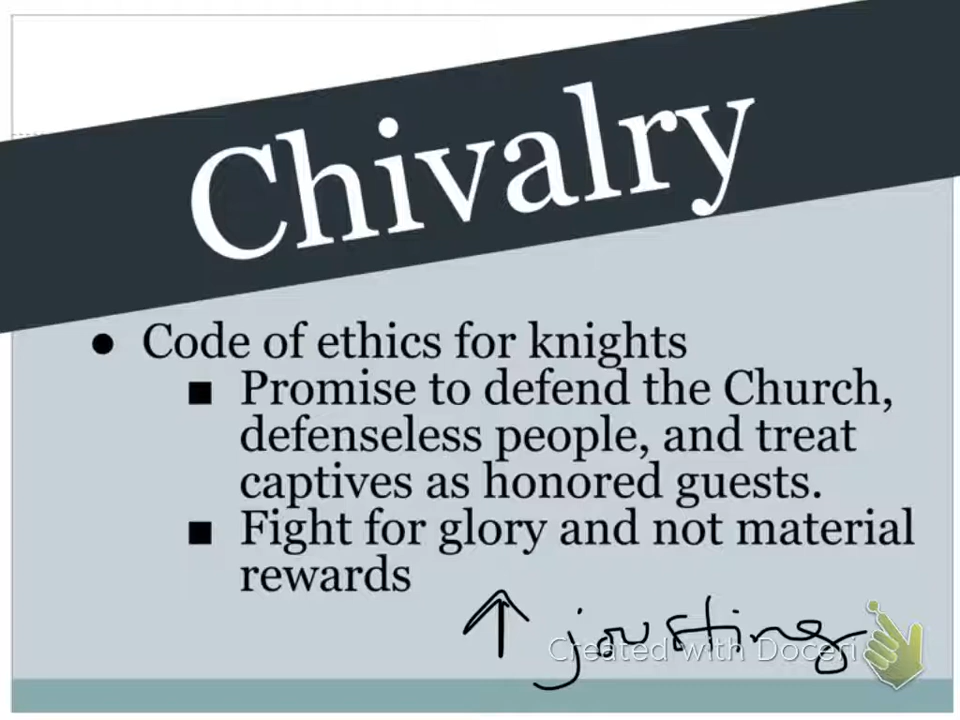 Chivalry
● Code of ethics for knights
■ Promise to defend the Church,
defenseless people, and treat
captives as honored guests.
■ Fight for glory and not material
rewards
↑ jousting
Created with Doceri